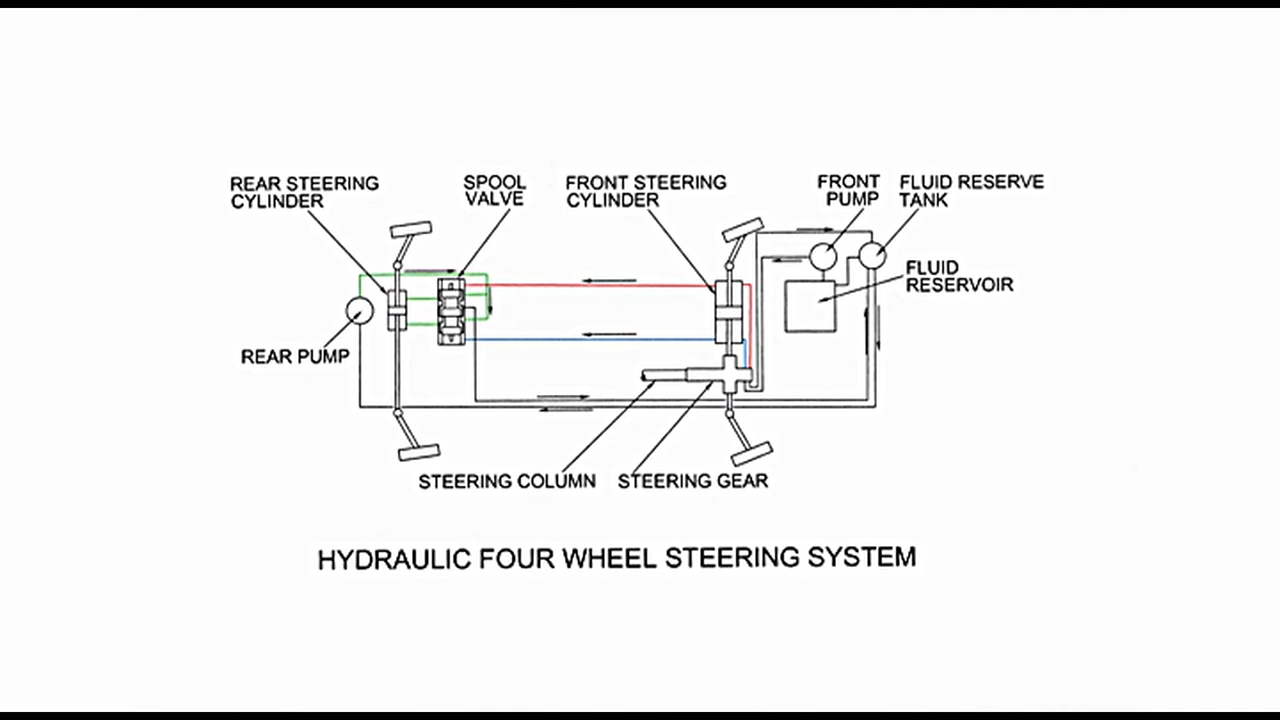 REAR STEERING
CYLINDER
SPOOL
VALVE
FRONT STEERING
CYLINDER
FRONT
PUMP
FLUID RESERVE
TANK
FLUID
RESERVOIR
REAR PUMP
STEERING COLUMN
STEERING GEAR
HYDRAULIC FOUR WHEEL STEERING SYSTEM